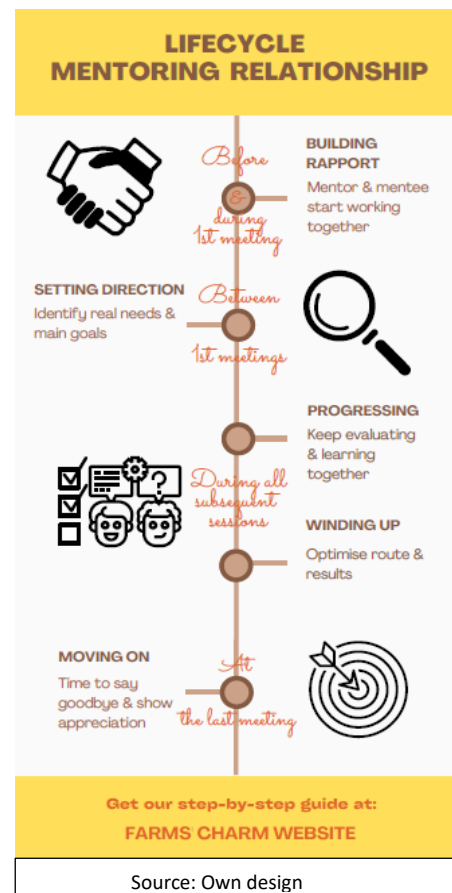 LIFECYCLE
MENTORING RELATIONSHIP
Before
&
during
1st meeting
BUILDING
RAPPORT
Mentor & mentee
start working
together
SETTING DIRECTION
Identify real needs &
main goals
Between
1st meetings
PROGRESSING
Keep evaluating
& learning
together
During all
subsequent
sessions
WINDING UP
Optimise route &
results
MOVING ON
Time to say
goodbye & show
appreciation
At
the last meeting
Get our step-by-step guide at:
FARMS' CHARM WEBSITE
Source: Own design